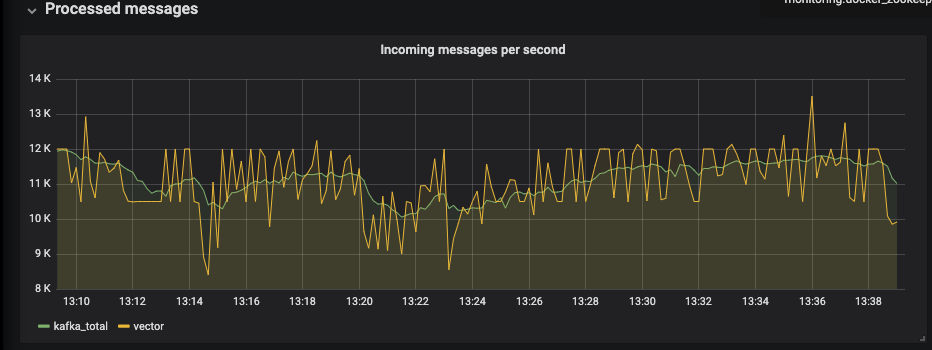 Processed messages
Incoming messages per second
14 K
13 K
12 K
11 K
10 K
9 K
8 K
13:10 13:12 13:14 13:16 13:18 13:20 13:22 13:24 13:26 13:28 13:30 13:32 13:34 13:36 13:38
kafka_total vector